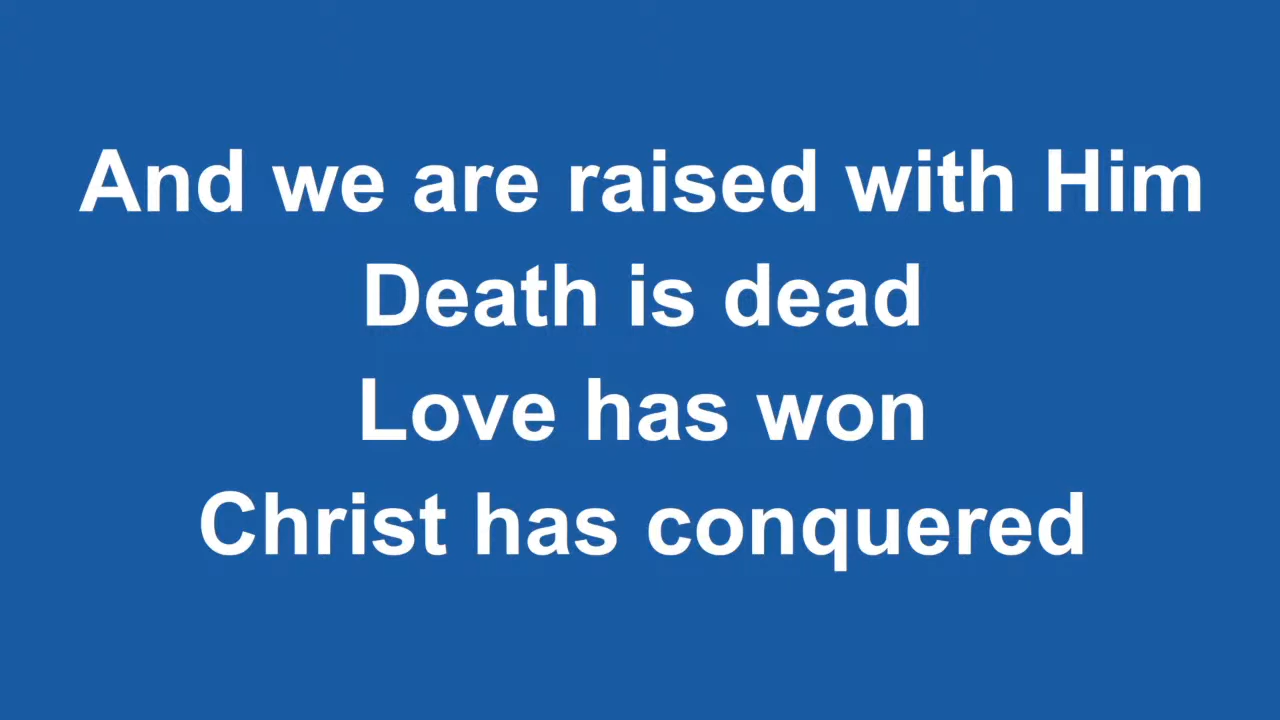 And we are raised with Him
Death is dead
Love has won
Christ has conquered